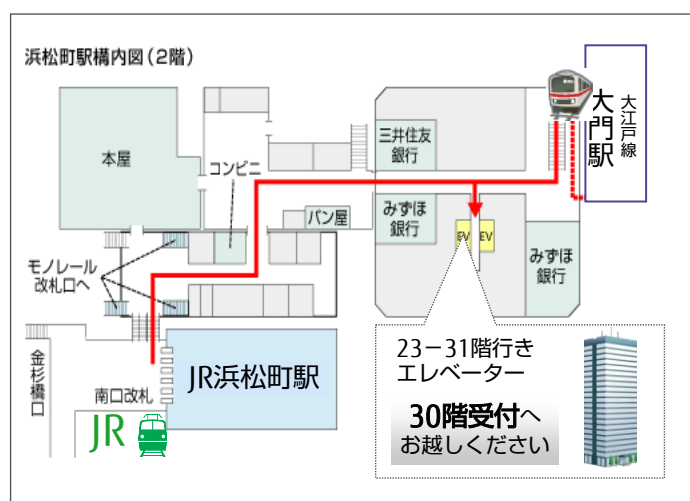 浜松町駅構内図（2階）
本屋
コンビニ
三井住友
銀行
大門駅
大江戸線
パン屋
みずほ
銀行
EV
EV
みずほ
銀行
モノレール
改札口へ
金杉橋口
南口改札
JR浜松町駅
JR
23－31階行き
エレベーター
30階受付へ
お越しください